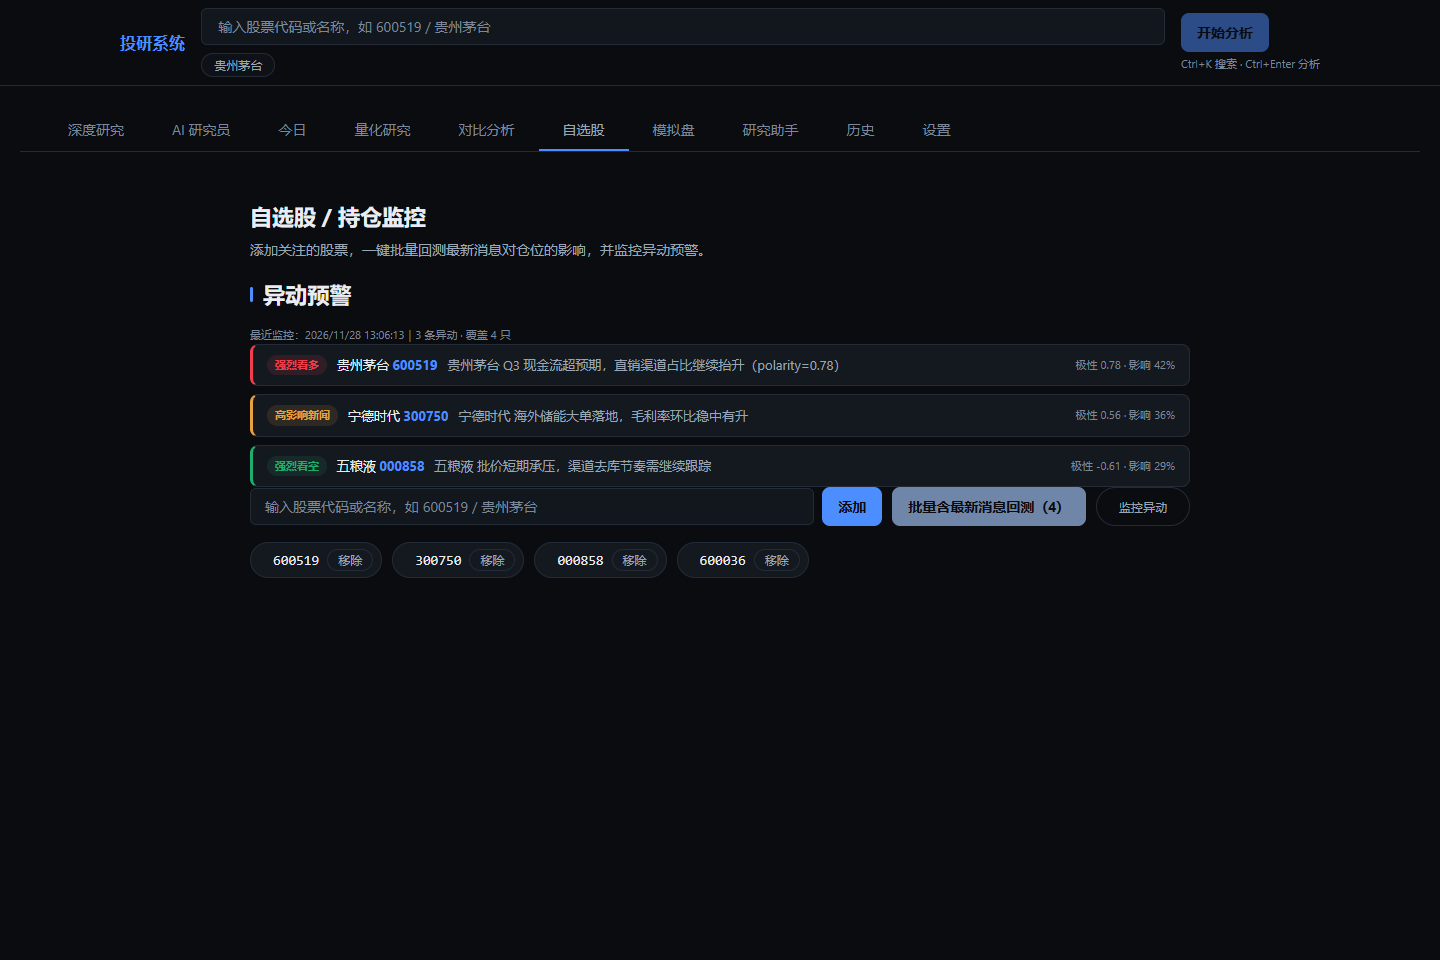 投研系统
输入股票代码或名称，如 600519 / 贵州茅台
开始分析
贵州茅台
Ctrl+K 搜索 · Ctrl+Enter 分析
深度研究 AI 研究员 今日 量化研究 对比分析 自选股 模拟盘 研究助手 历史 设置
自选股 / 持仓监控
添加关注的股票，一键批量回测最新消息对仓位的影响，并监控异动预警。
异动预警
最近监控：2026/11/28 13:06:13 | 3 条异动 · 覆盖 4 只
强烈看多 贵州茅台 600519 贵州茅台 Q3 现金流超预期，直销渠道占比继续抬升（polarity=0.78） 极性 0.78 · 影响 42%
高影响新闻 宁德时代 300750 宁德时代 海外储能大单落地，毛利率环比稳中有升 极性 0.56 · 影响 36%
强烈看空 五粮液 000858 五粮液 批价短期承压，渠道去库节奏需继续跟踪 极性 -0.61 · 影响 29%
输入股票代码或名称，如 600519 / 贵州茅台 添加 批量含最新消息回测（4） 监控异动
600519 移除 300750 移除 000858 移除 600036 移除